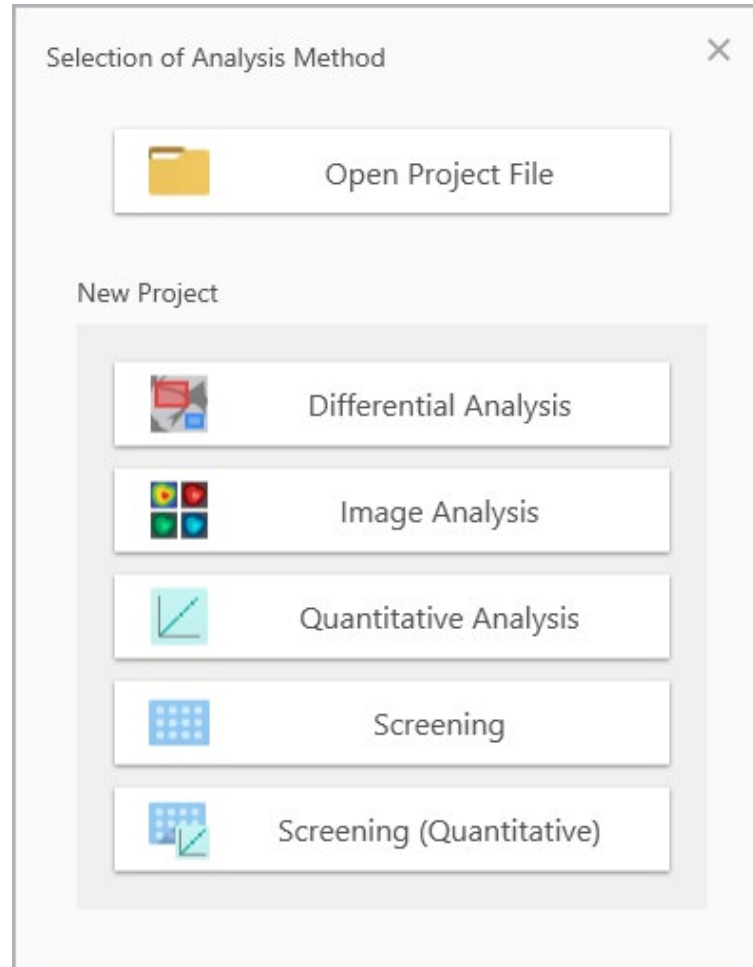 Selection of Analysis Method
Open Project File
New Project
Differential Analysis
Image Analysis
Quantitative Analysis
Screening
Screening (Quantitative)